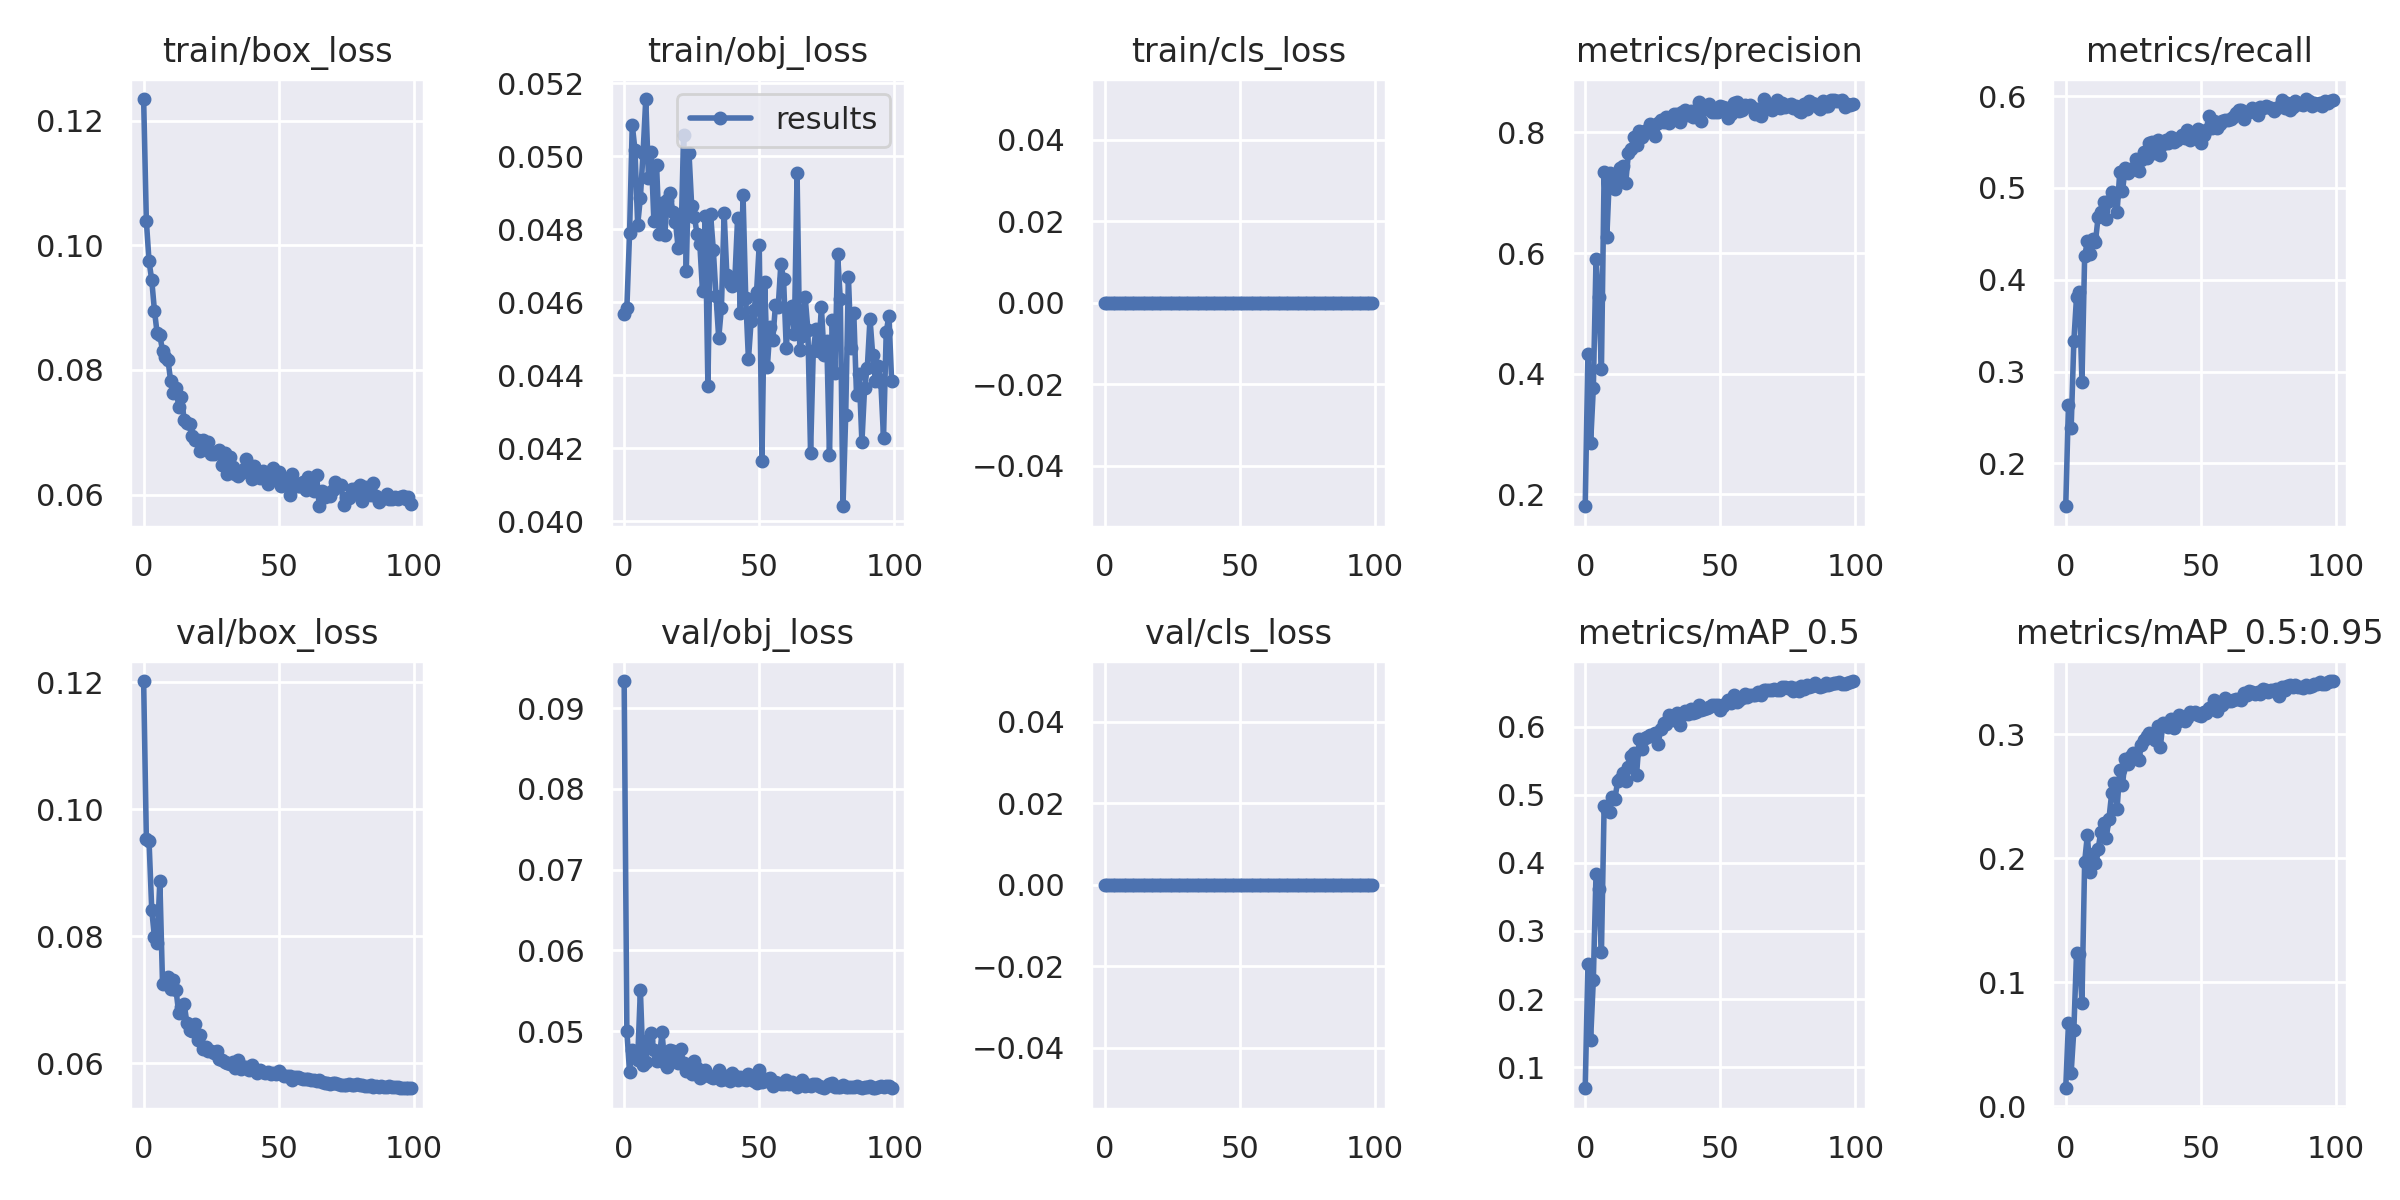 train/box_loss
0.12
0.10
0.08
0.06
0 50 100
train/obj_loss
results
0.052
0.050
0.048
0.046
0.044
0.042
0.040
0 50 100
train/cls_loss
0.04
0.02
0.00
−0.02
−0.04
0 50 100
metrics/precision
0.8
0.6
0.4
0.2
0 50 100
metrics/recall
0.6
0.5
0.4
0.3
0.2
0 50 100
val/box_loss
0.12
0.10
0.08
0.06
0 50 100
val/obj_loss
0.09
0.08
0.07
0.06
0.05
0 50 100
val/cls_loss
0.04
0.02
0.00
−0.02
−0.04
0 50 100
metrics/mAP_0.5
0.6
0.5
0.4
0.3
0.2
0.1
0 50 100
metrics/mAP_0.5:0.95
0.3
0.2
0.1
0.0
0 50 100